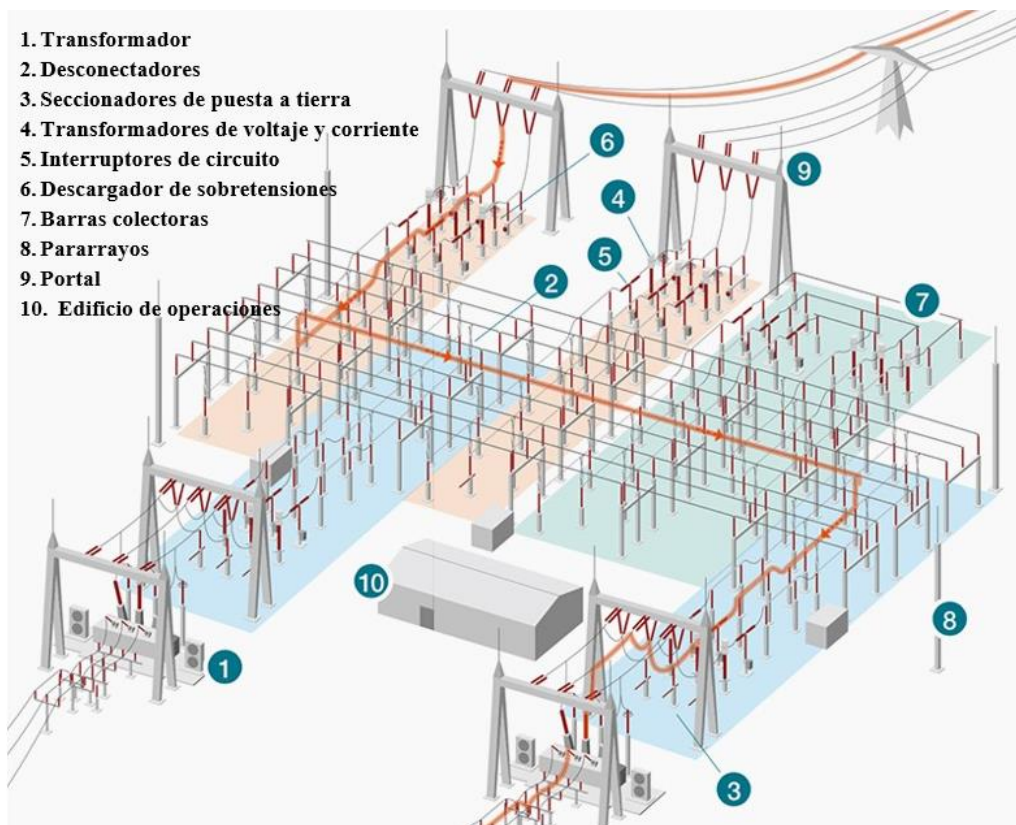 1. Transformador
2. Desconectadores
3. Seccionadores de puesta a tierra
4. Transformadores de voltaje y corriente
5. Interruptores de circuito
6. Descargador de sobretensiones
7. Barras colectoras
8. Pararrayos
9. Portal
10. Edificio de operaciones
6
9
4
5
2
7
10
8
1
3